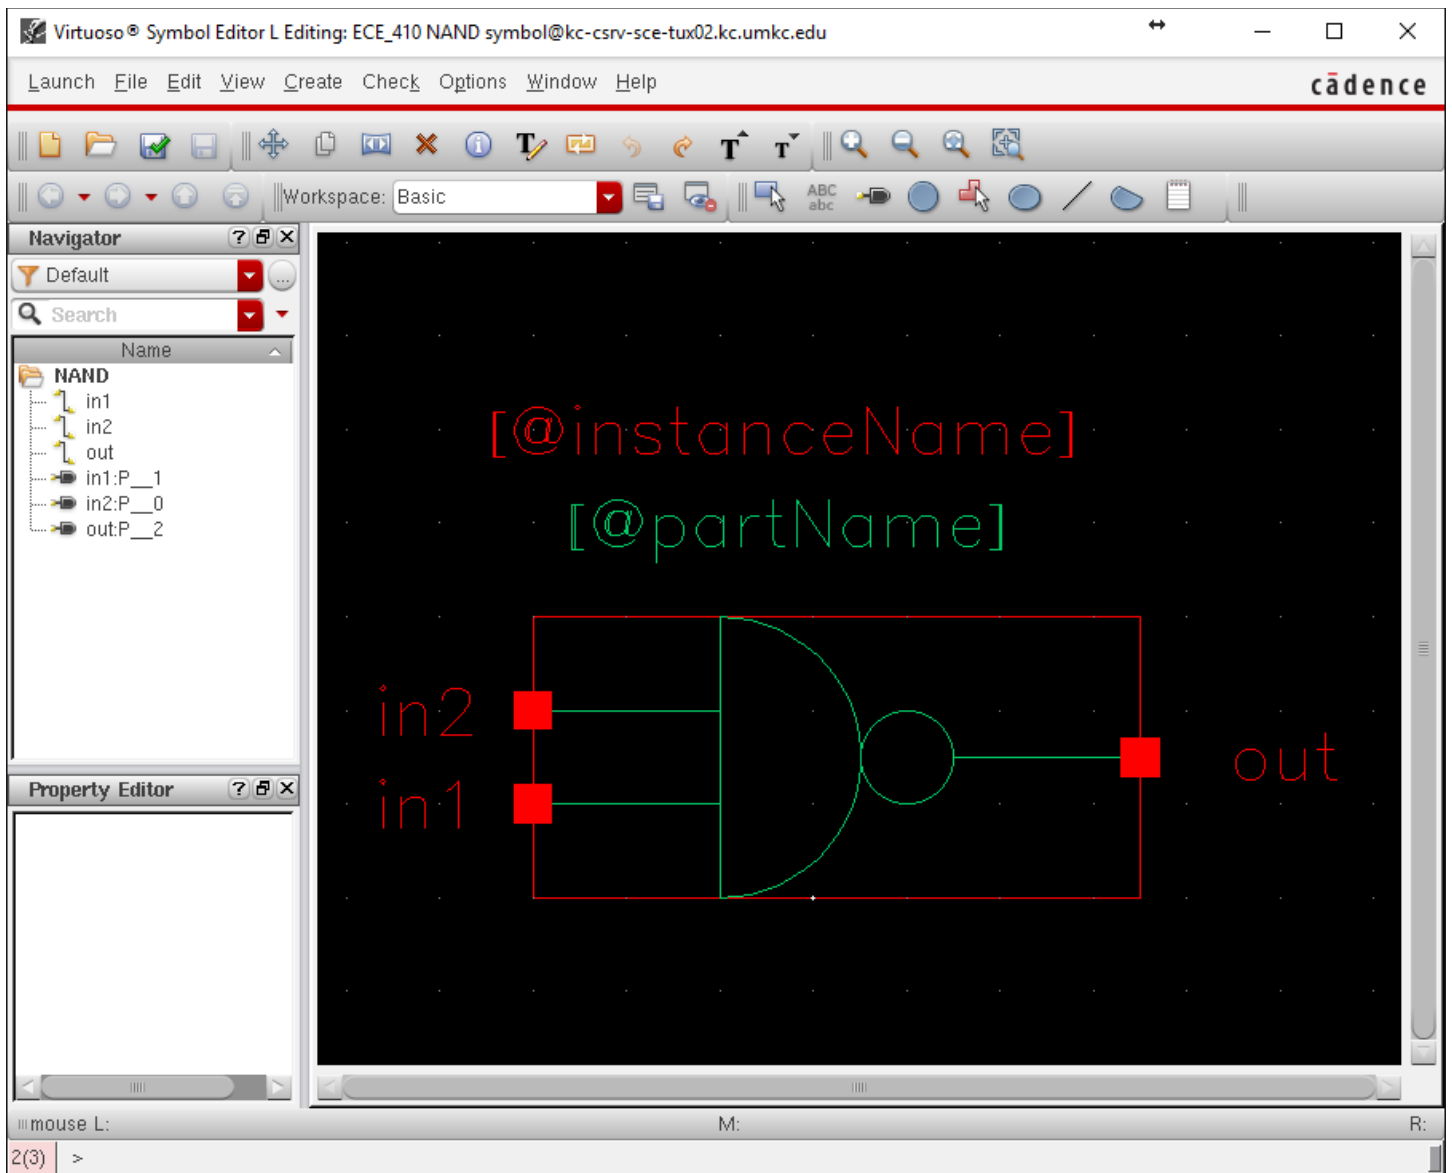 Virtuoso® Symbol Editor L Editing: ECE_410 NAND symbol@kc-csrv-sce-tux02.kc.umkc.edu
Launch File Edit View Create Check Options Window Help cādence
Workspace: Basic ABC
abc
Navigator
Default
Search
Name
NAND
in1
in2
out
in1:P__1
in2:P__0
out:P__2
Property Editor
[@instanceName]
[@partName]
in2
in1
out
mouse L: M: R:
2(3) >